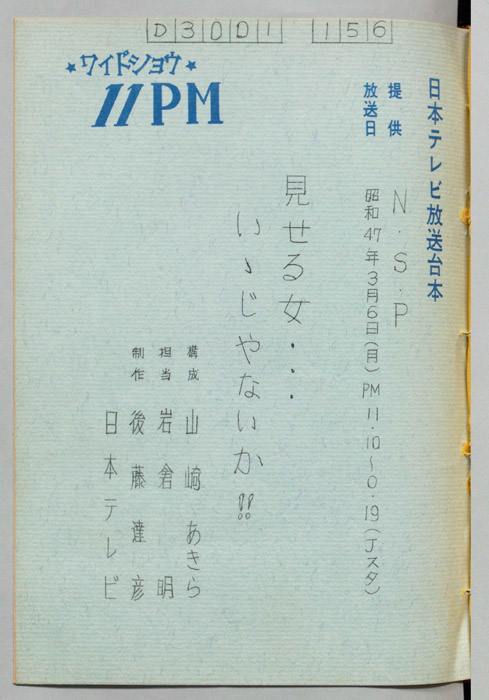 D30D1 156
★ワイドショウ★
11PM
日本テレビ放送台本
提供 N・S・P
放送日 昭和47年3月6日(月) PM11.10～0.19(Jスタ)
見せる女・・・
いゝじゃないか!!
構成 山崎あきら
担当 岩倉明
制作 後藤達彦
日本テレビ